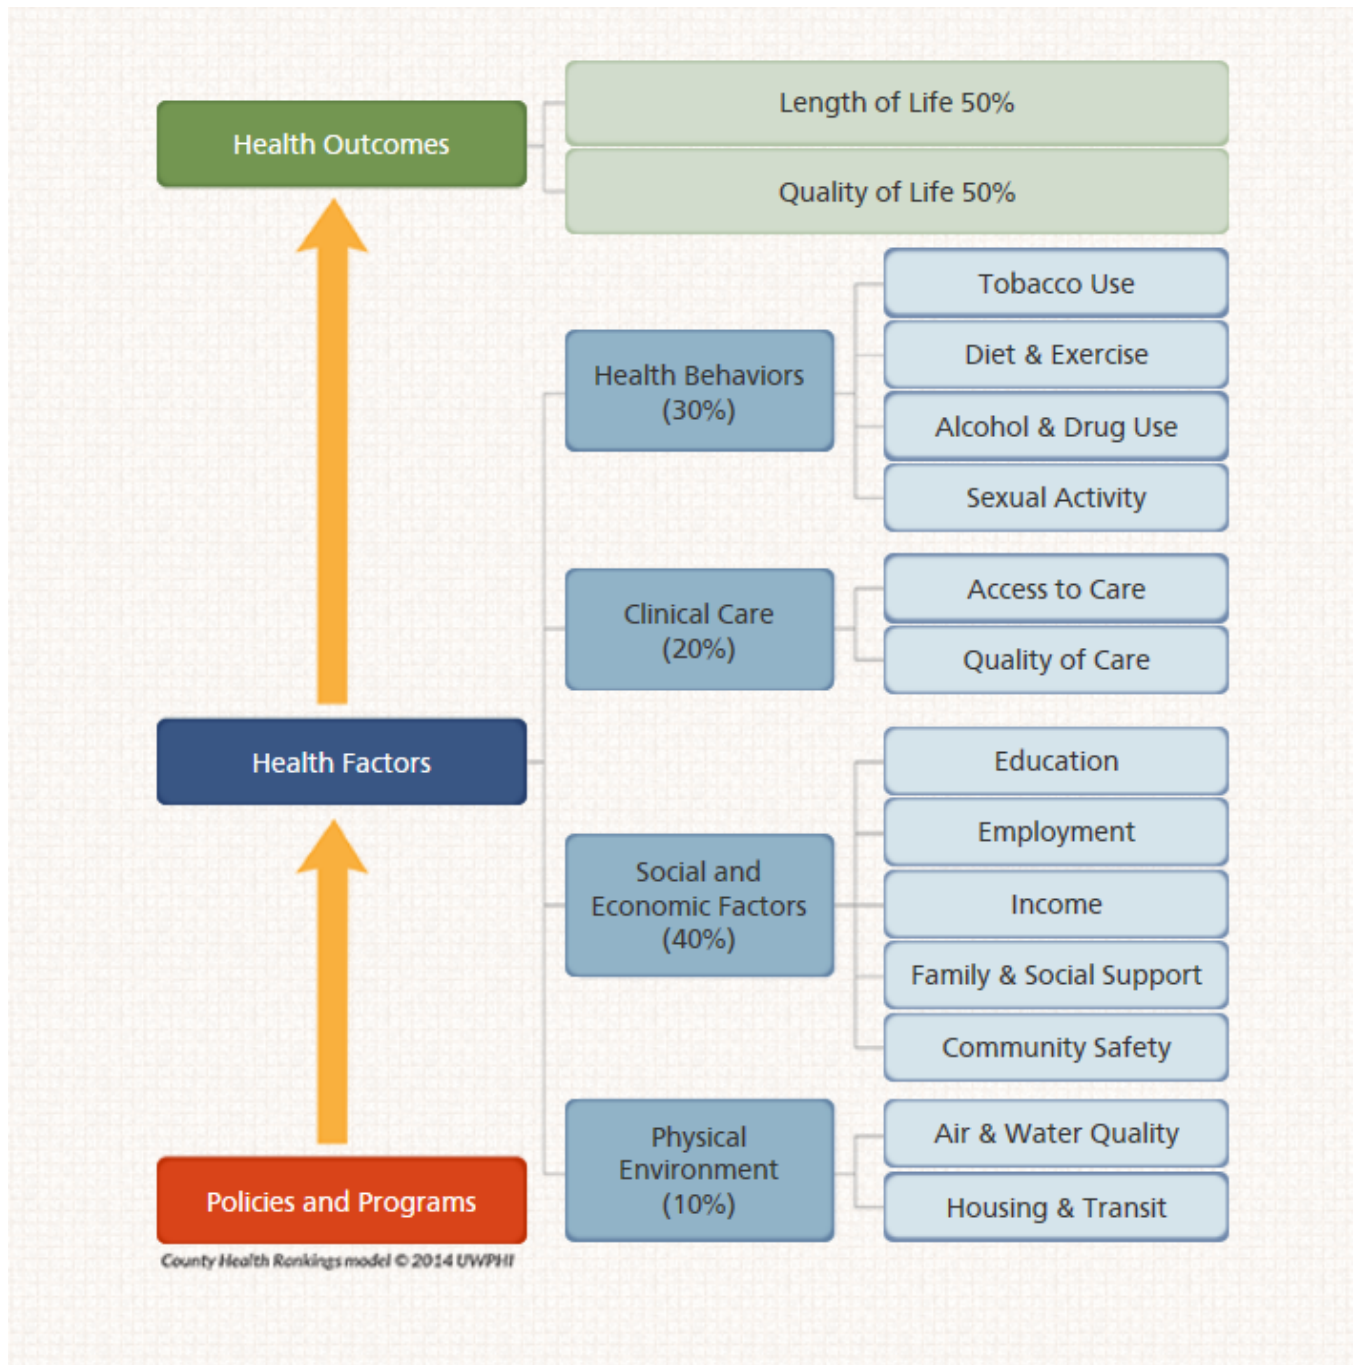 Health Outcomes
Length of Life 50%
Quality of Life 50%
Health Factors
Health Behaviors
(30%)
Tobacco Use
Diet & Exercise
Alcohol & Drug Use
Sexual Activity
Clinical Care
(20%)
Access to Care
Quality of Care
Social and
Economic Factors
(40%)
Education
Employment
Income
Family & Social Support
Community Safety
Physical
Environment
(10%)
Air & Water Quality
Housing & Transit
Policies and Programs
County Health Rankings model © 2014 UWPHI